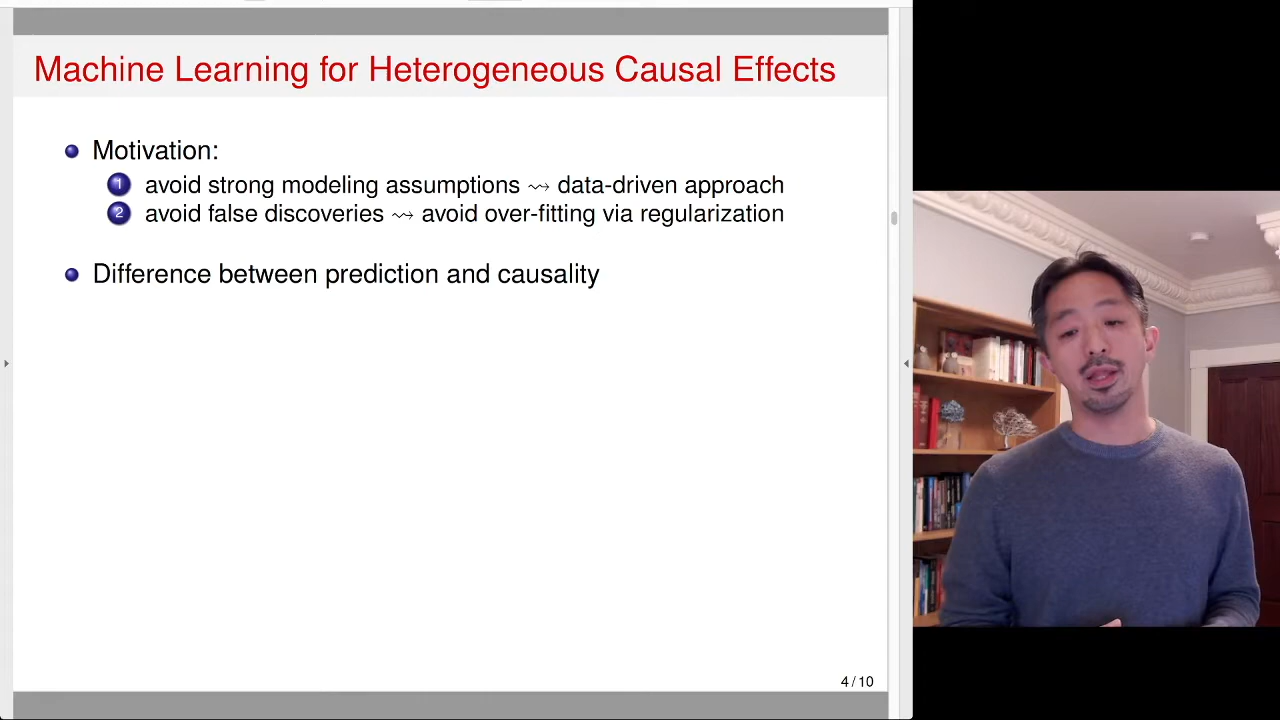 Machine Learning for Heterogeneous Causal Effects
Motivation:
1 avoid strong modeling assumptions ⇝ data-driven approach
2 avoid false discoveries ⇝ avoid over-fitting via regularization
Difference between prediction and causality
4 / 10